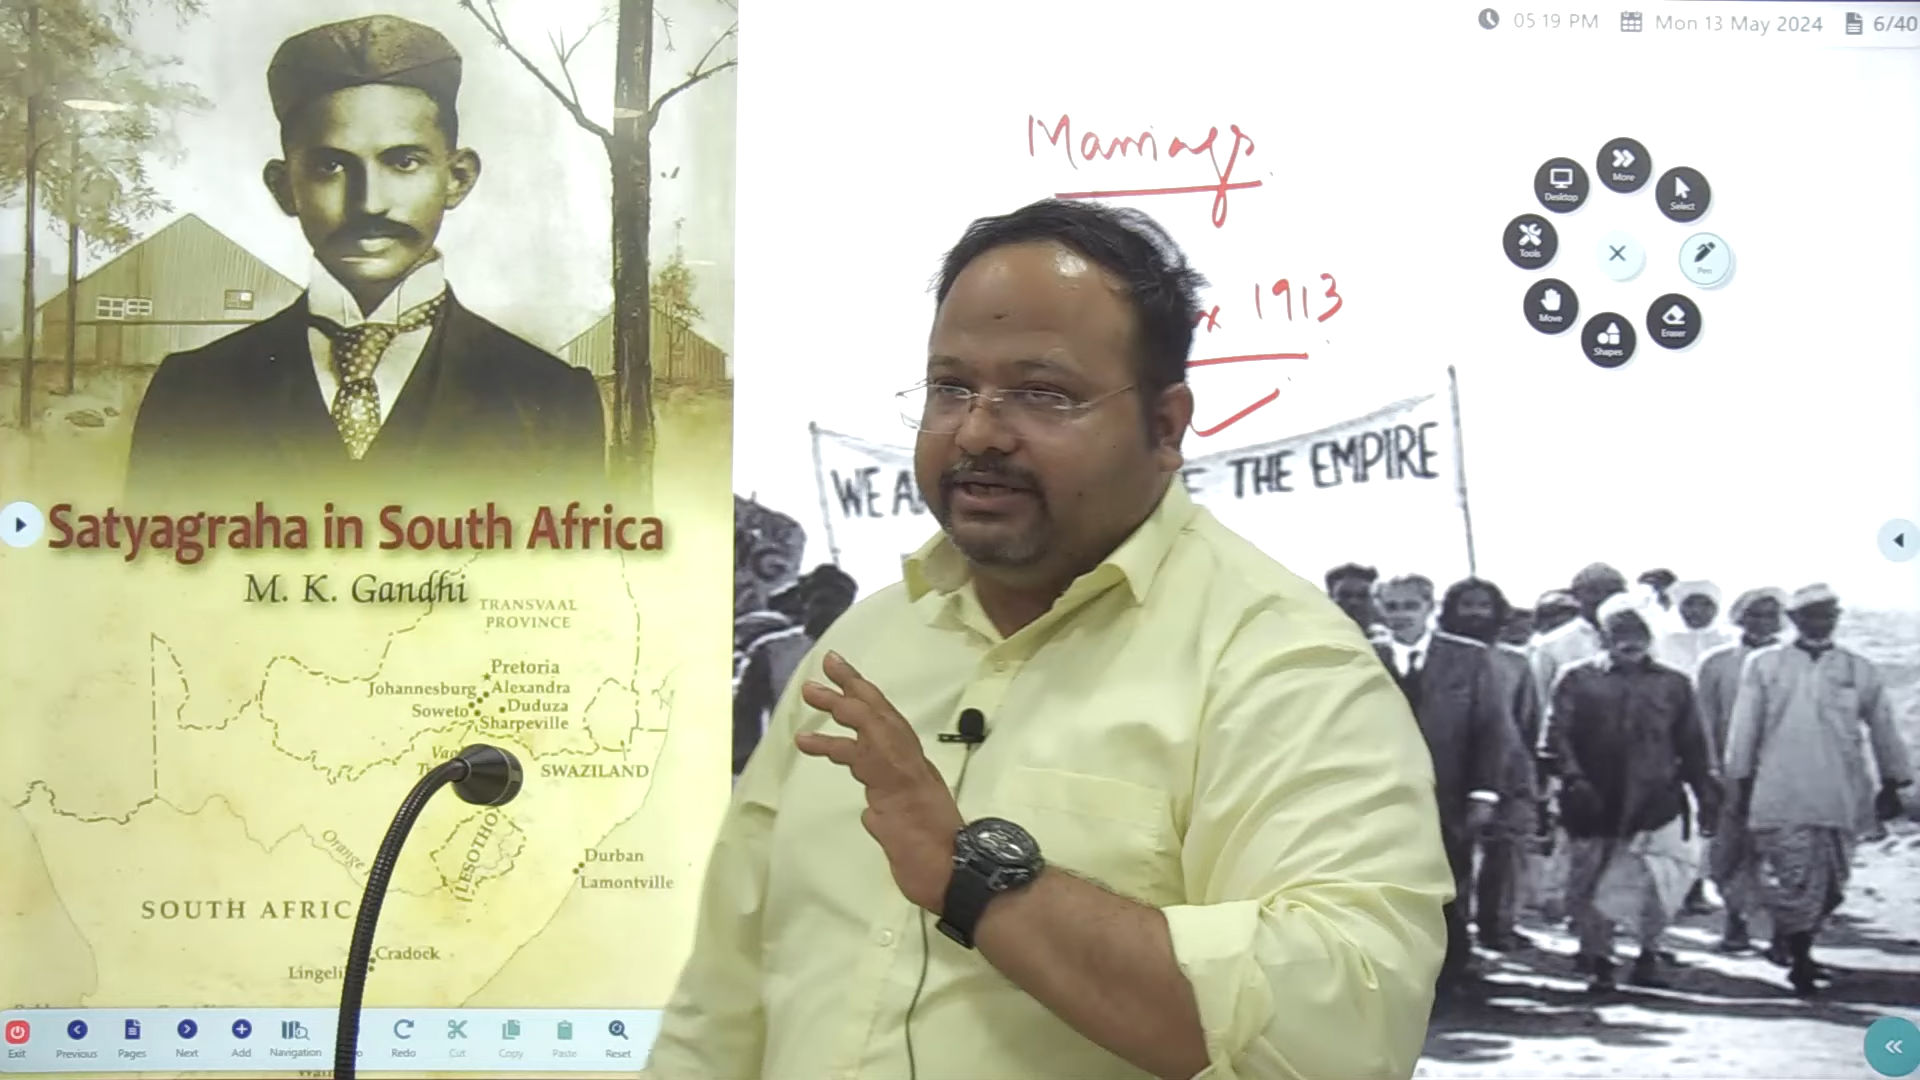 05 19 PM Mon 13 May 2024 6/40
Marriage
1913
More
Desktop
Select
Tools
Pen
Move
Eraser
Shapes
WE A THE EMPIRE
Satyagraha in South Africa
M. K. Gandhi
TRANSVAAL
PROVINCE
Pretoria
Johannesburg Alexandra
Soweto Duduza
Sharpeville
SWAZILAND
LESOTHO
Orange
Durban
Lamontville
SOUTH AFRIC
Cradock
Lingeli
Exit Previous Pages Next Add Navigation Redo Cut Copy Paste Reset